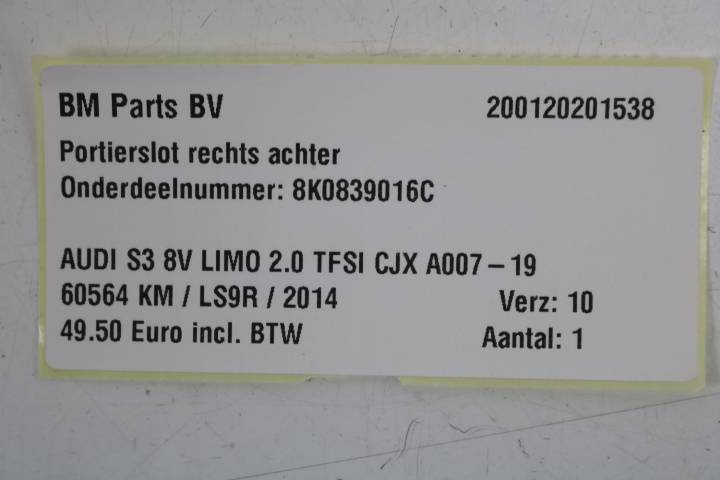 BM Parts BV 200120201538
Portierslot rechts achter
Onderdeelnummer: 8K0839016C
AUDI S3 8V LIMO 2.0 TFSI CJX A007 – 19
60564 KM / LS9R / 2014 Verz: 10
49.50 Euro incl. BTW Aantal: 1